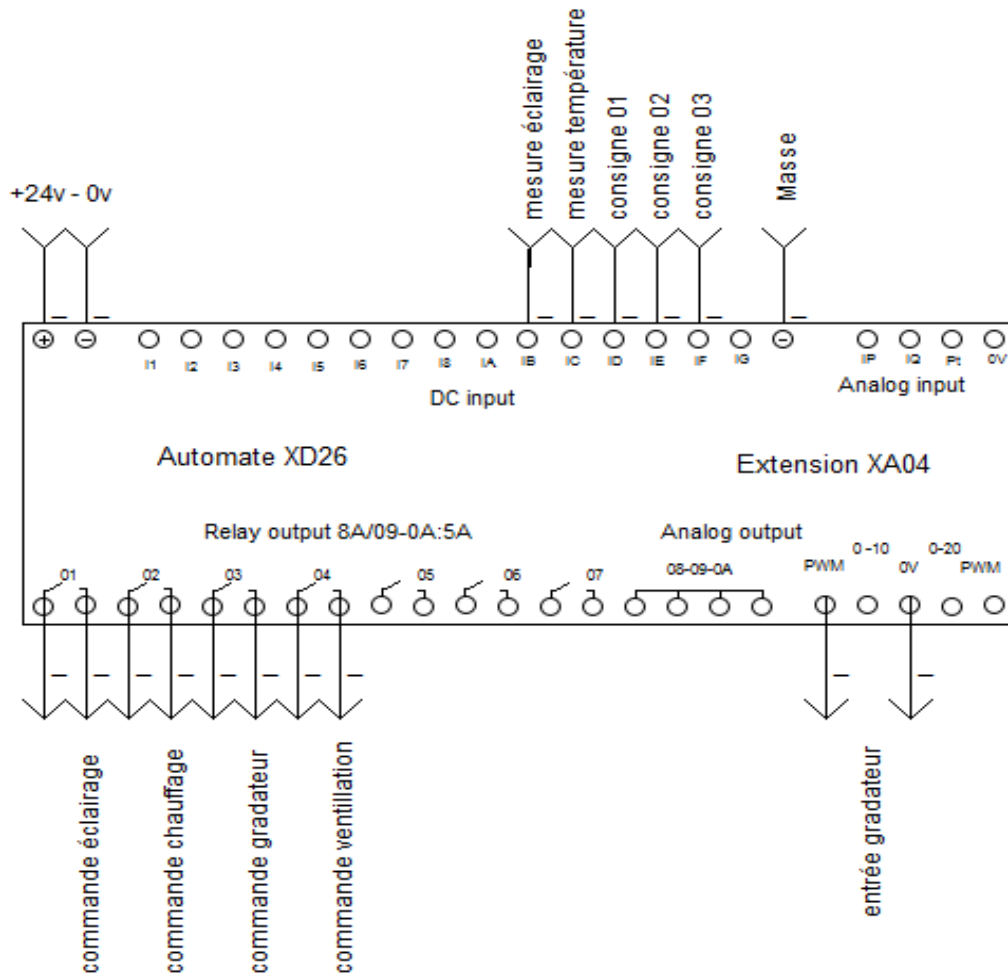 +24v - 0v
mesure éclairage
mesure température
consigne 01
consigne 02
consigne 03
Masse
I1 I2 I3 I4 I5 I6 I7 I8 IA IB IC ID IE IF IG IP IQ Pt 0V
DC input
Analog input
Automate XD26
Extension XA04
Relay output 8A/09-0A:5A
Analog output
PWM 0-10 0V 0-20 PWM
01 02 03 04 05 06 07 08-09-0A
commande éclairage
commande chauffage
commande gradateur
commande ventillation
entrée gradateur